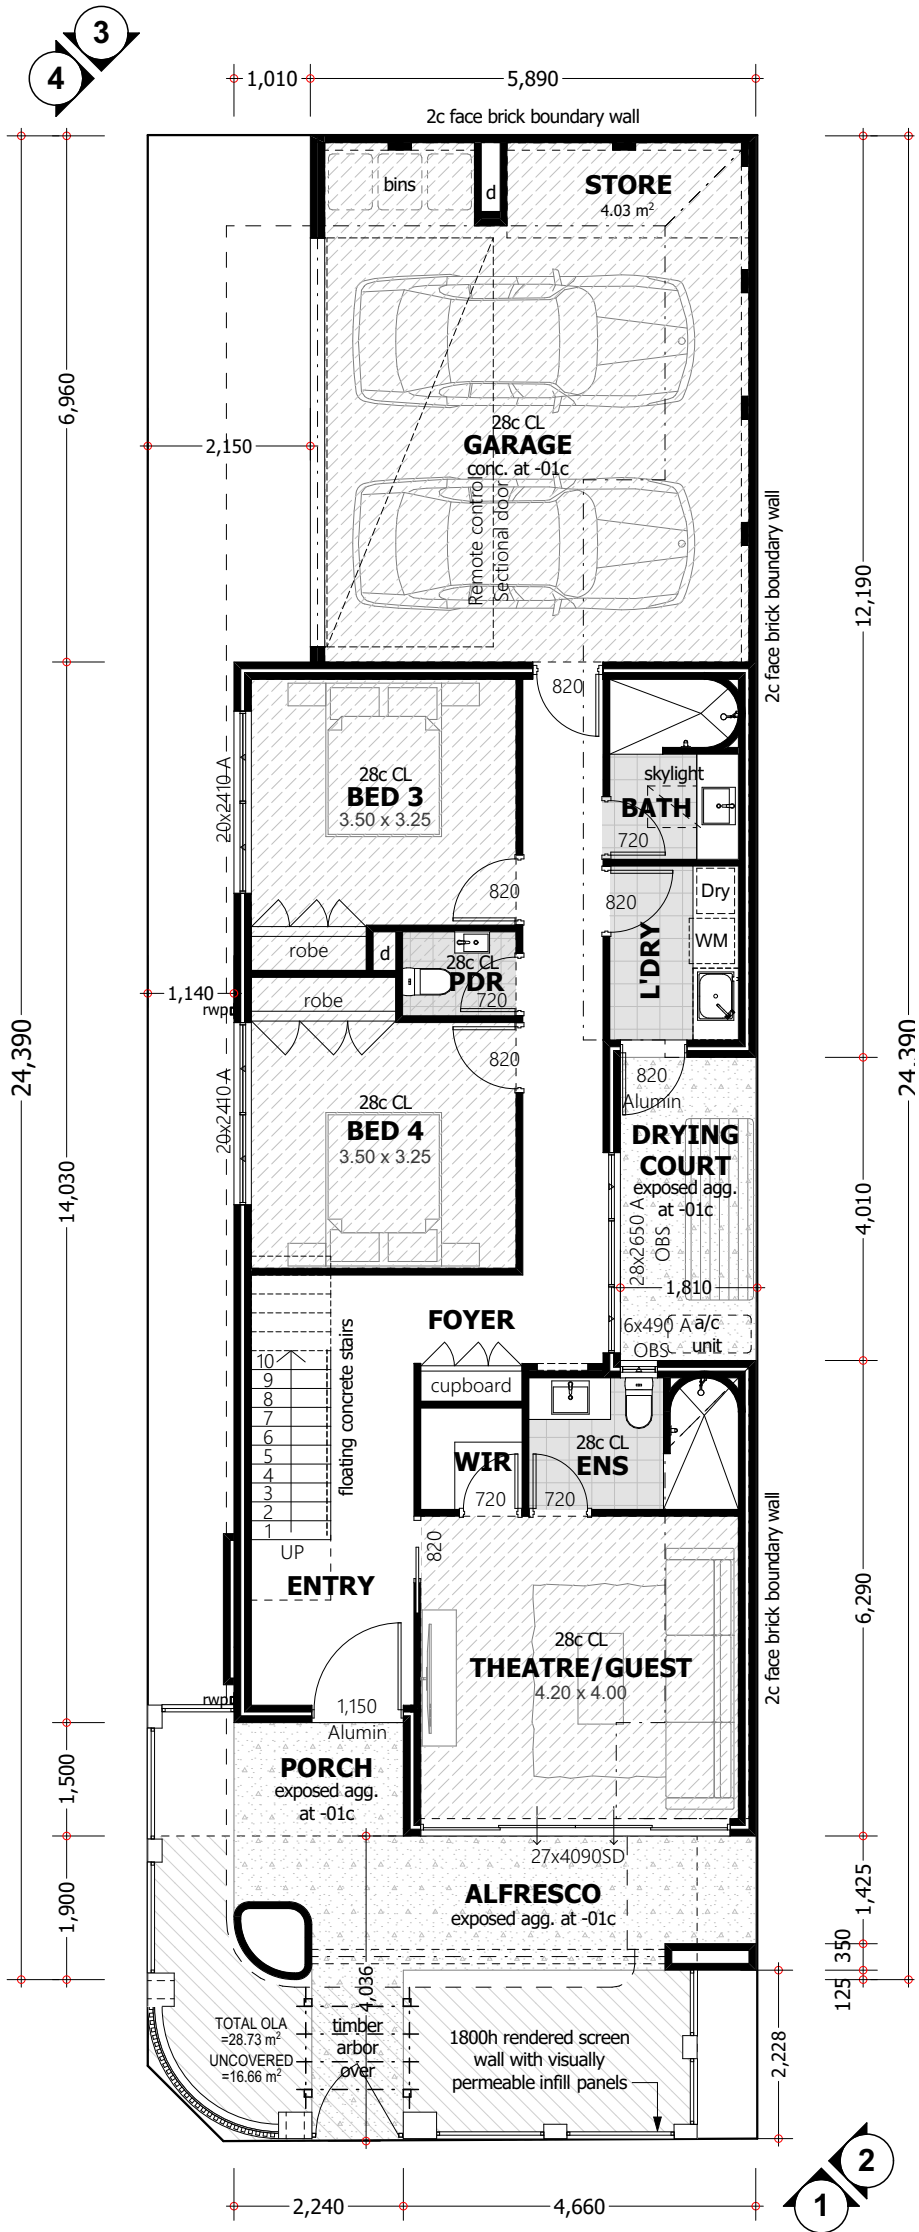 3
4
1,010
5,890
2c face brick boundary wall
bins
d
STORE
4.03 m²
6,960
2,150
28c CL
GARAGE
conc. at -01c
Remote control
Sectional door
2c face brick boundary wall
12,190
820
20x2410 A
28c CL
BED 3
3.50 x 3.25
skylight
BATH
720
820
820
Dry
WM
L'DRY
robe
d
28c CL
PDR
720
1,140
rwp
robe
24,390
24,390
820
820
Alumin
20x2410 A
28c CL
BED 4
3.50 x 3.25
DRYING
COURT
exposed agg.
at -01c
14,030
4,010
28x2650 A
OBS
1,810
FOYER
6x490 A
OBS
a/c
unit
floating concrete stairs
10
9
8
7
6
5
4
3
2
1
UP
cupboard
WIR
720
28c CL
ENS
720
820
ENTRY
2c face brick boundary wall
6,290
28c CL
THEATRE/GUEST
4.20 x 4.00
rwp
1,150
Alumin
PORCH
exposed agg.
at -01c
1,500
27x4090SD
ALFRESCO
exposed agg. at -01c
1,900
1,425
350
125
4,036
TOTAL OLA
=28.73 m²
UNCOVERED
=16.66 m²
timber
arbor
over
1800h rendered screen
wall with visually
permeable infill panels
2,228
2
1
2,240
4,660